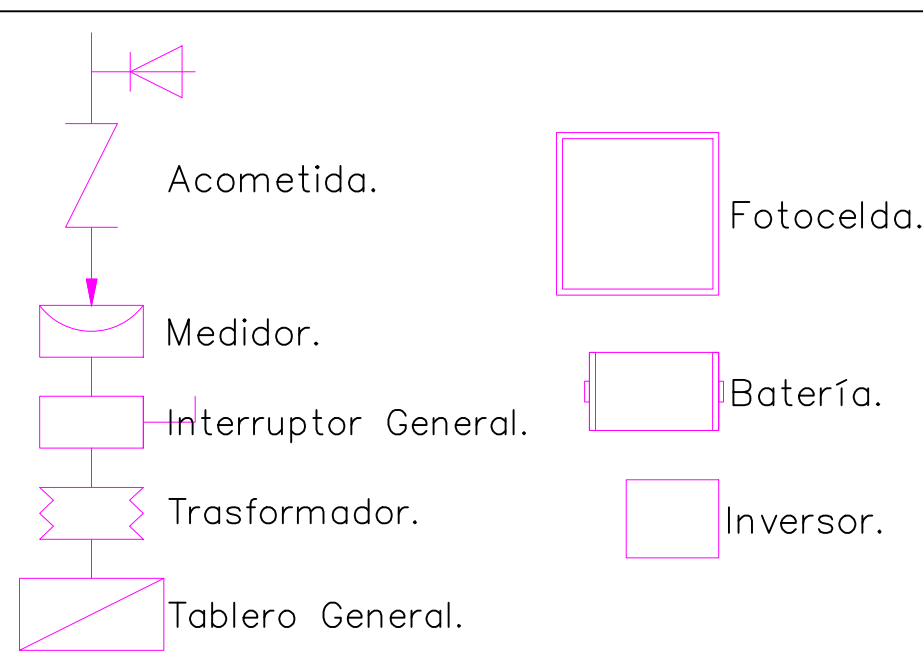 Acometida.
Medidor.
Interruptor General.
Trasformador.
Tablero General.
Fotocelda.
Batería.
Inversor.